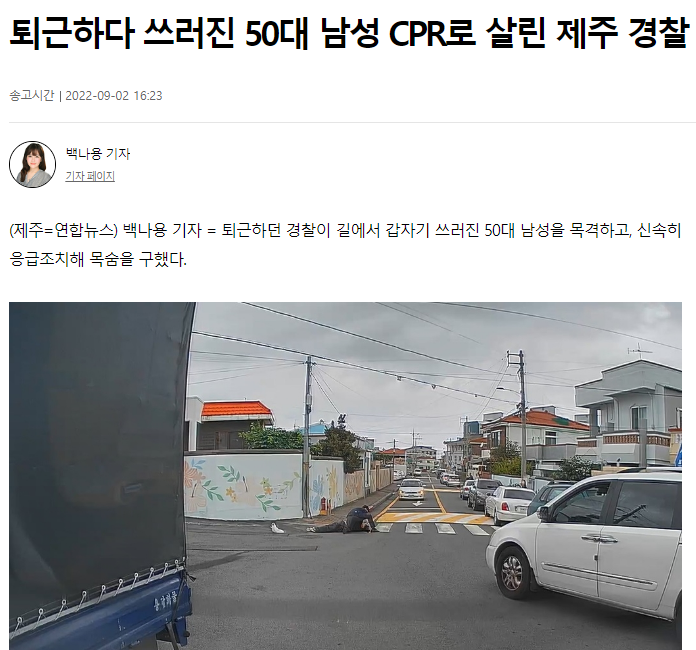 퇴근하다 쓰러진 50대 남성 CPR로 살린 제주 경찰
송고시간 | 2022-09-02 16:23
백나용 기자
기자 페이지
(제주=연합뉴스) 백나용 기자 = 퇴근하던 경찰이 길에서 갑자기 쓰러진 50대 남성을 목격하고, 신속히
응급조치해 목숨을 구했다.